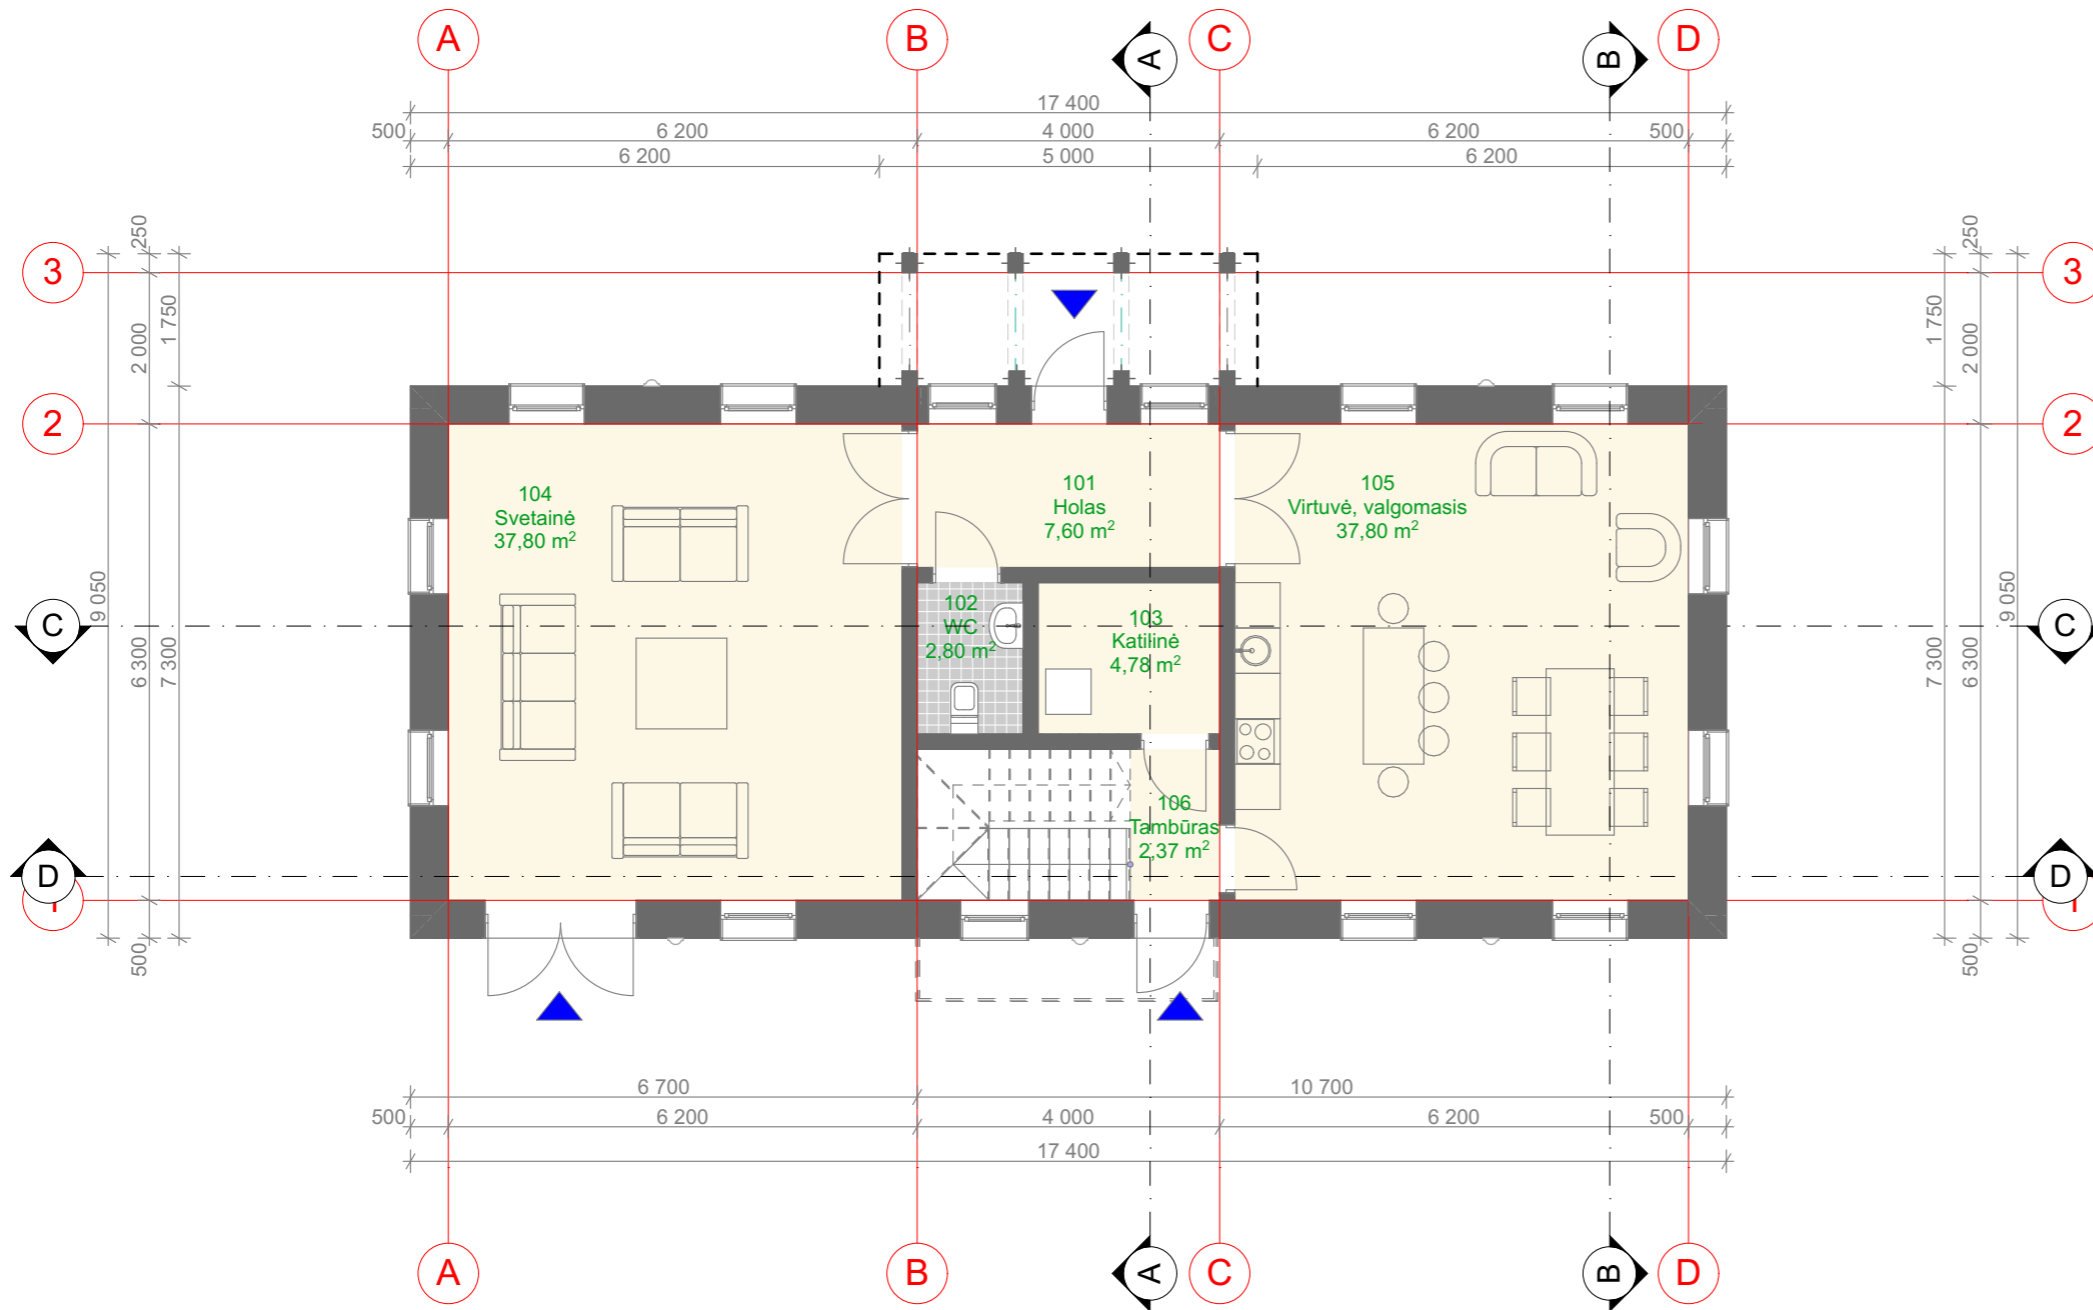 A B A C B D
17 400
500 6 200 4 000 6 200 500
6 200 5 000 6 200
250 250
3 3
1 750 1 750
2 000 2 000
2 2
104
Svetainė
37,80 m²
101
Holas
7,60 m²
105
Virtuvė, valgomasis
37,80 m²
9 050 9 050
102
WC
2,80 m²
103
Katilinė
4,78 m²
C C
6 300 7 300 7 300 6 300
106
Tambūras
2,37 m²
D D
1 1
500 500
6 700 10 700
500 6 200 4 000 6 200 500
17 400
A B A C B D